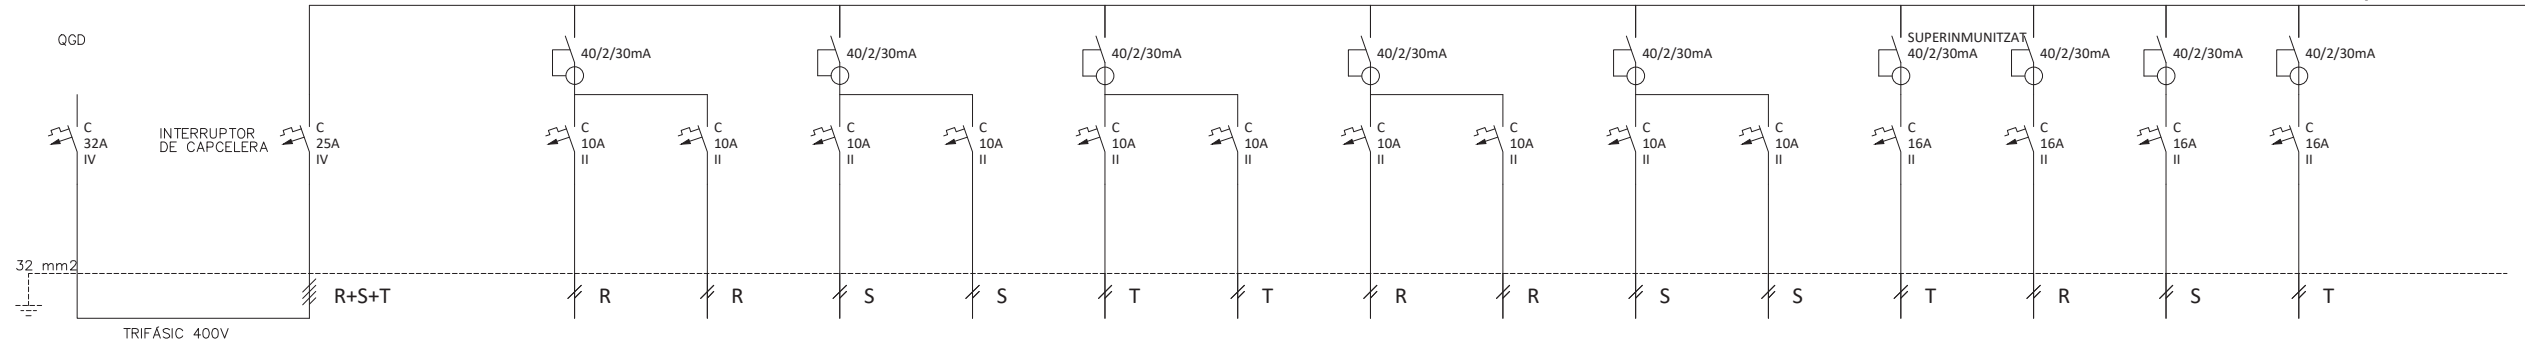 QGD
SUPERINMUNITZAT
40/2/30mA
40/2/30mA
40/2/30mA
40/2/30mA
40/2/30mA
40/2/30mA
40/2/30mA
40/2/30mA
40/2/30mA
C
32A
IV
INTERRUPTOR
DE CAPCELERA
C
25A
IV
C
10A
II
C
10A
II
C
10A
II
C
10A
II
C
10A
II
C
10A
II
C
10A
II
C
10A
II
C
10A
II
C
10A
II
C
16A
II
C
16A
II
C
16A
II
C
16A
II
32 mm2
R+S+T
R
R
S
S
T
T
R
R
S
S
T
R
S
T
TRIFÁSIC 400V